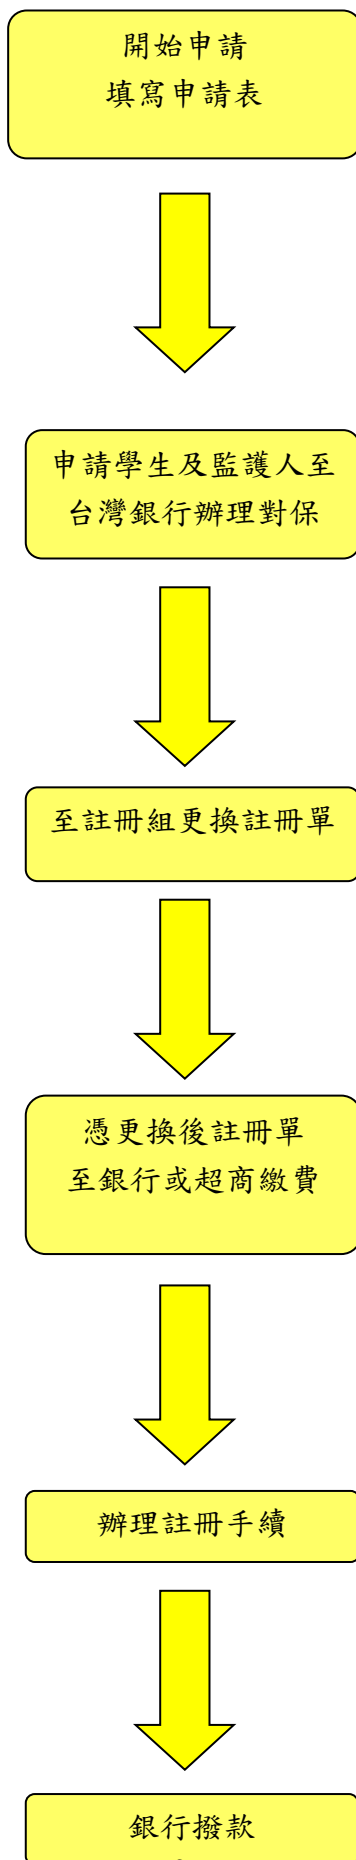 開始申請
填寫申請表
申請學生及監護人至
台灣銀行辦理對保
至註冊組更換註冊單
憑更換後註冊單
至銀行或超商繳費
辦理註冊手續
銀行撥款